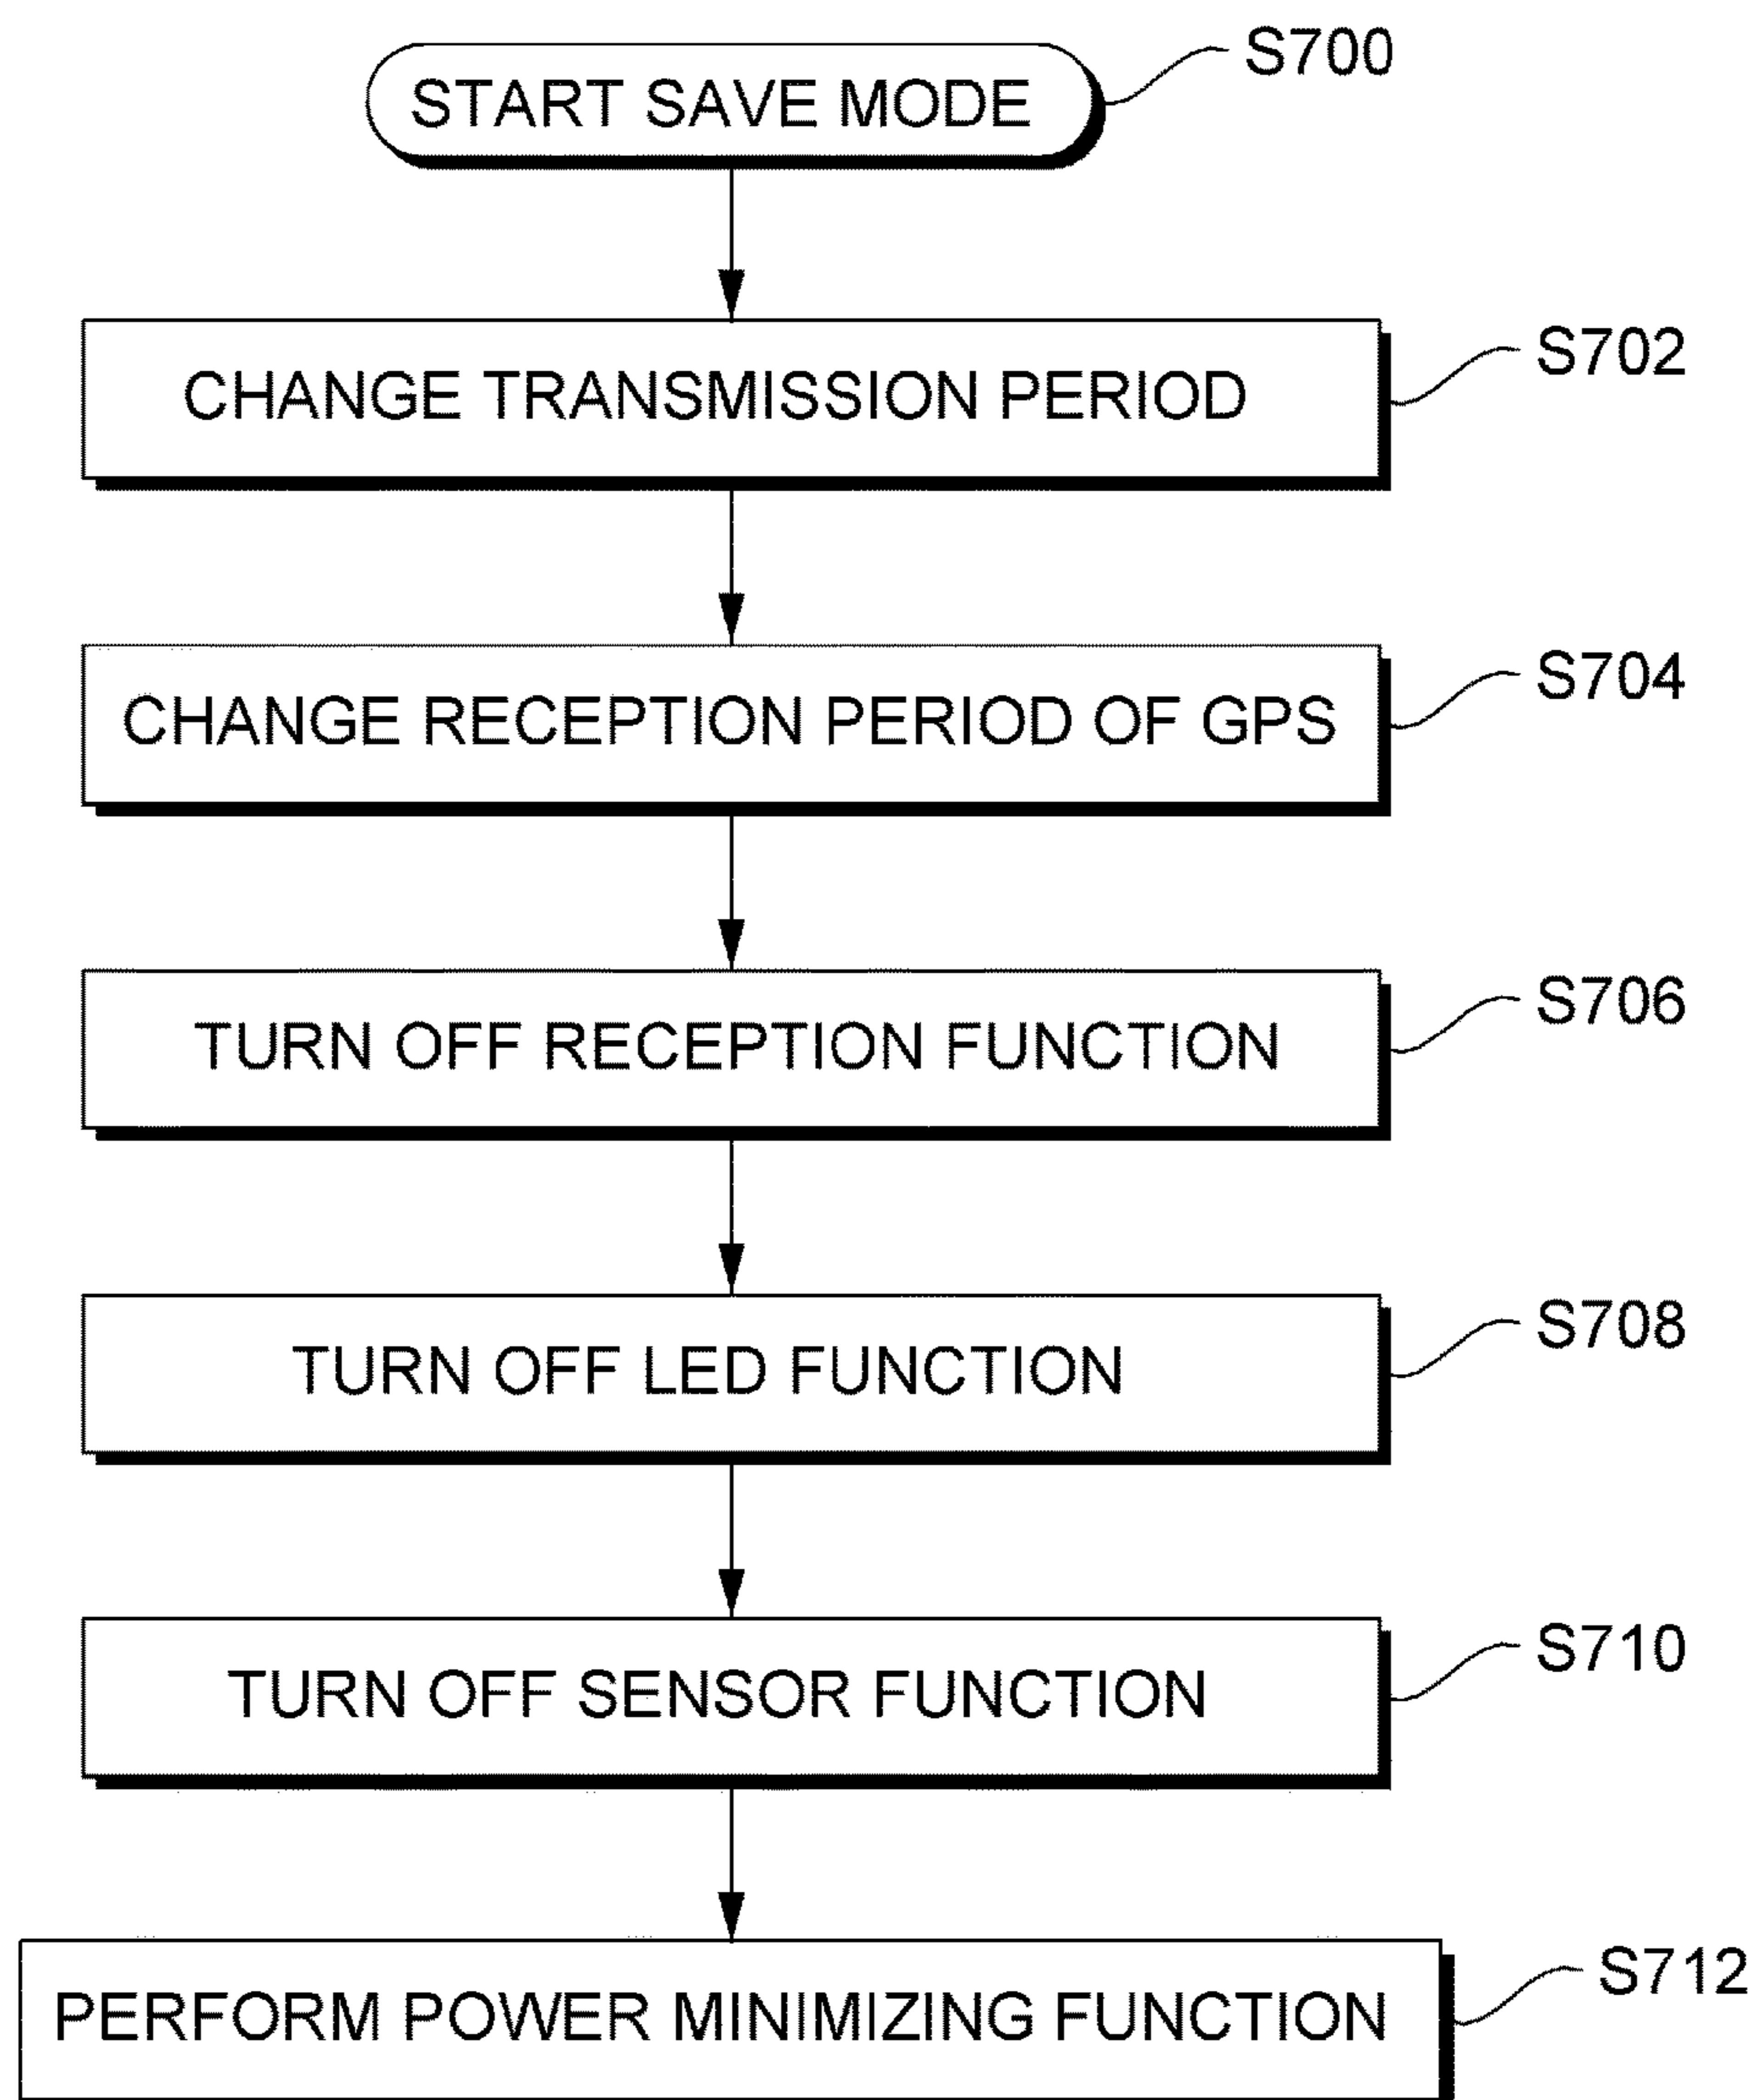 START SAVE MODE
S700
CHANGE TRANSMISSION PERIOD
S702
CHANGE RECEPTION PERIOD OF GPS
S704
TURN OFF RECEPTION FUNCTION
S706
TURN OFF LED FUNCTION
S708
TURN OFF SENSOR FUNCTION
S710
PERFORM POWER MINIMIZING FUNCTION
S712